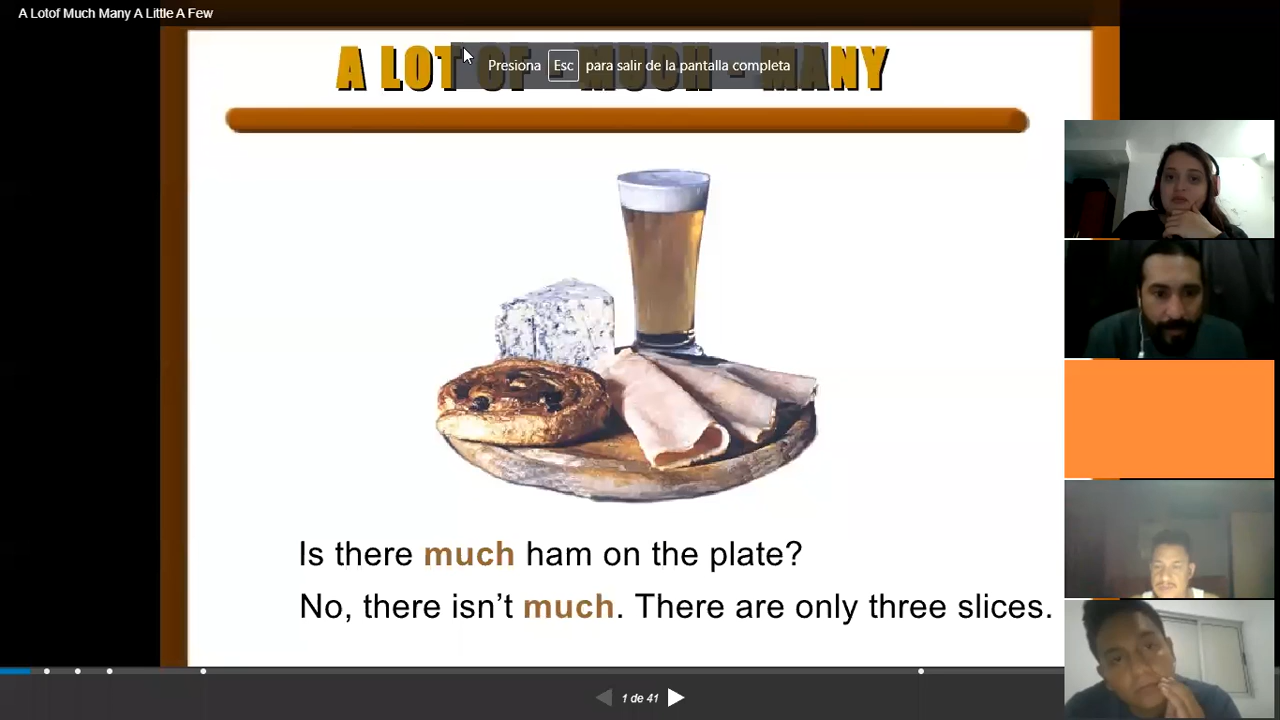 A Lotof Much Many A Little A Few
A LOT OF - MUCH - MANY
Presiona Esc para salir de la pantalla completa
Is there much ham on the plate?
No, there isn't much. There are only three slices.
1 de 41